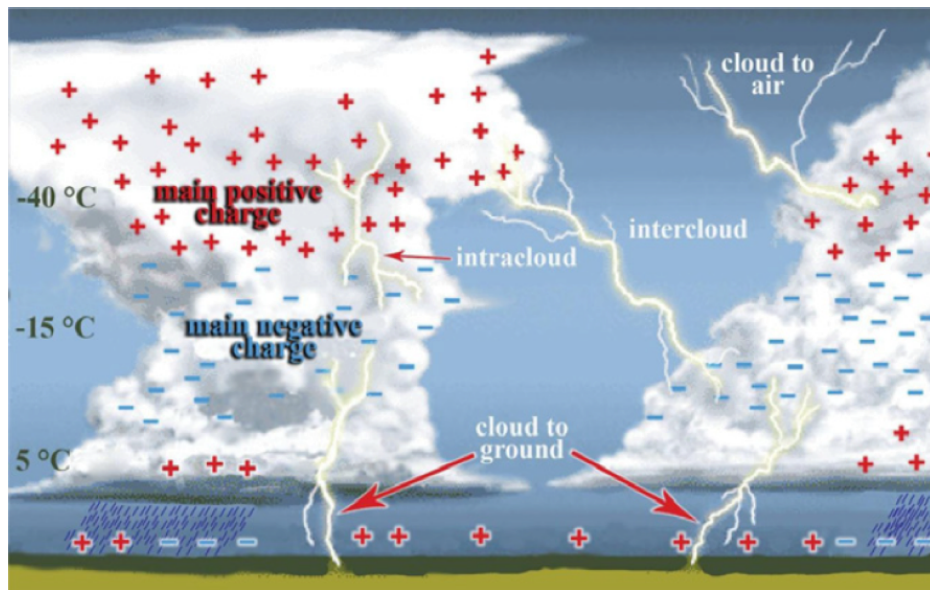 cloud to
air
main positive
charge
-40 °C
intercloud
intracloud
main negative
charge
-15 °C
cloud to
ground
5 °C